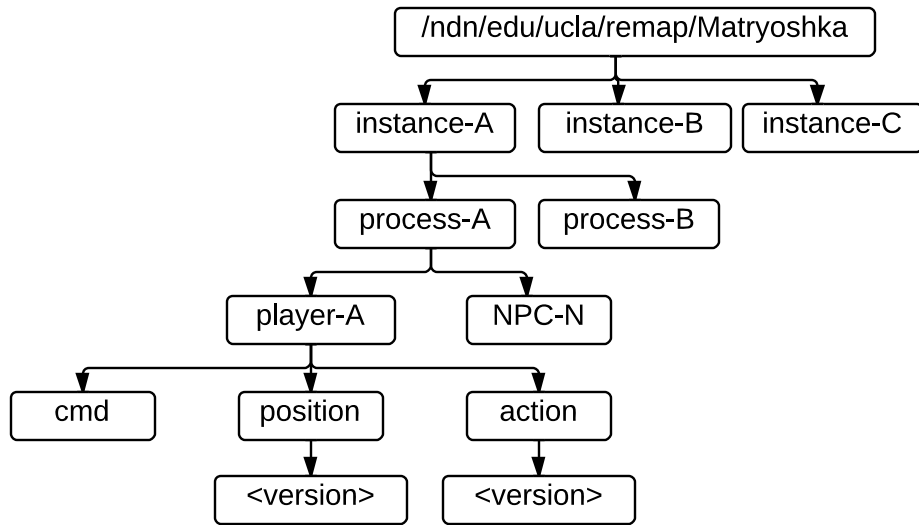 /ndn/edu/ucla/remap/Matryoshka
instance-A
instance-B
instance-C
process-A
process-B
player-A
NPC-N
cmd
position
action
<version>
<version>